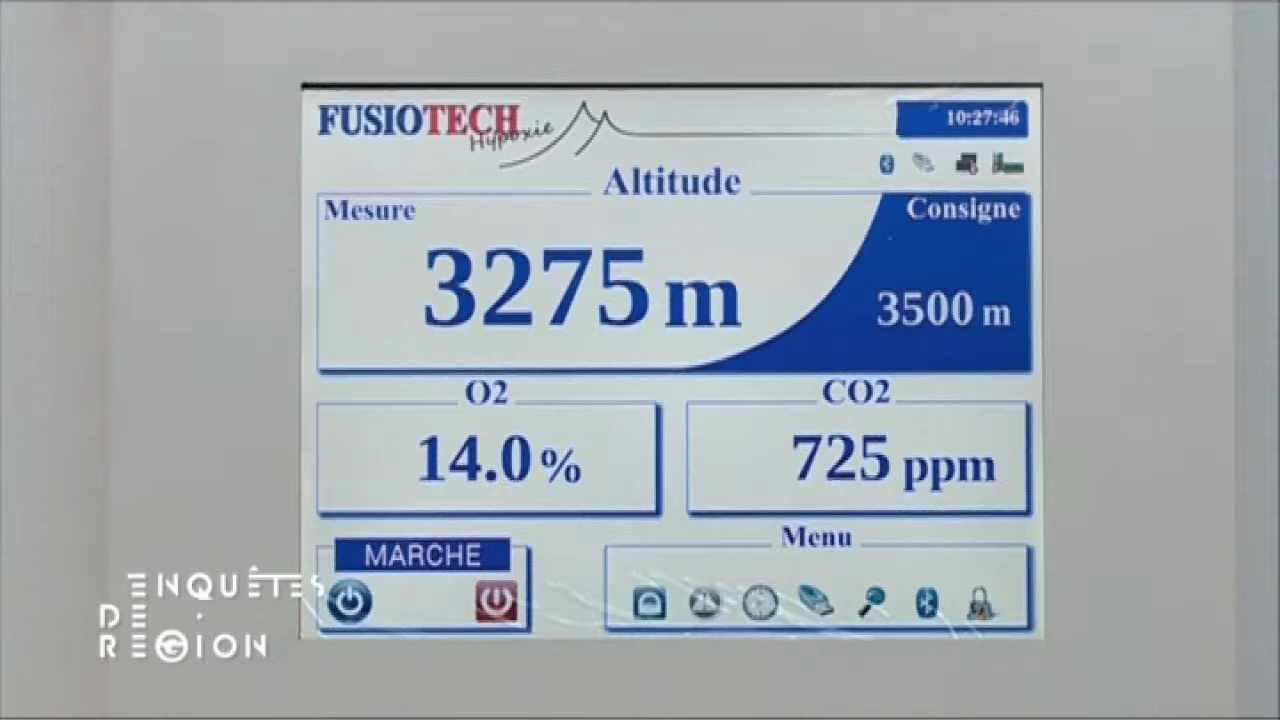 FUSIOTECH
Hypoxie
10:27:46
Altitude
Mesure
Consigne
3275 m
3500 m
O2
CO2
14.0 %
725 ppm
MARCHE
Menu
ENQUÊTES
DE
RÉGION